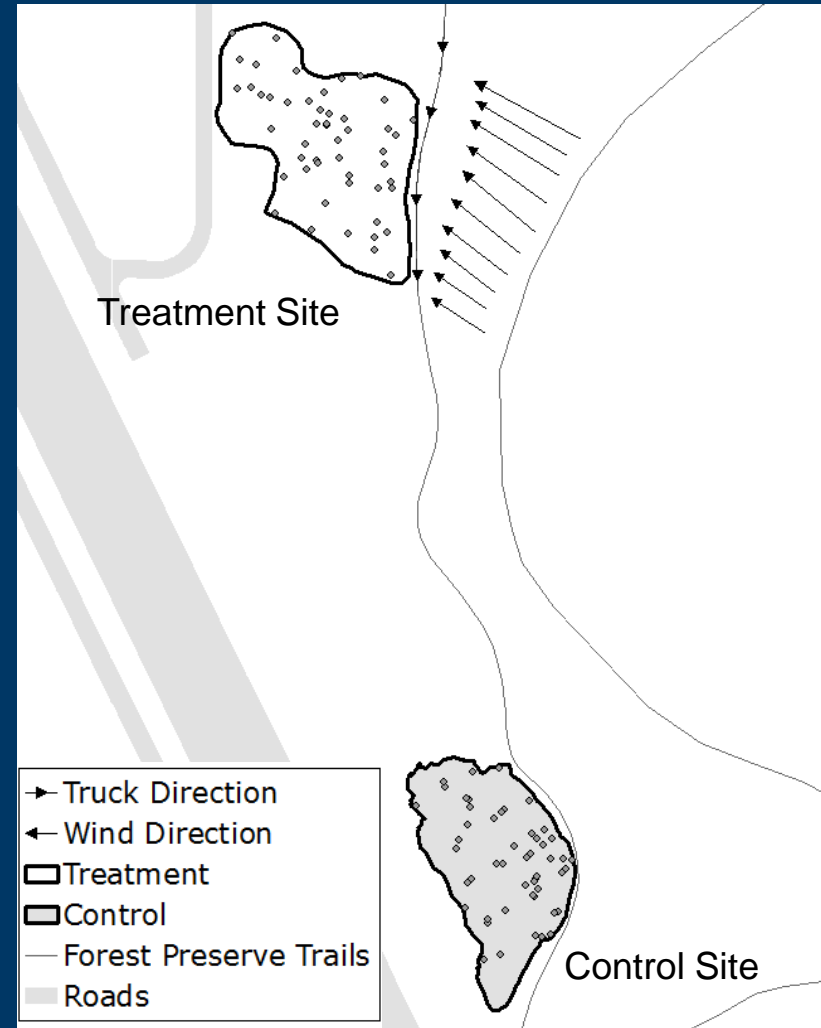 Treatment Site
Truck Direction
Wind Direction
Treatment
Control
Forest Preserve Trails
Roads
Control Site